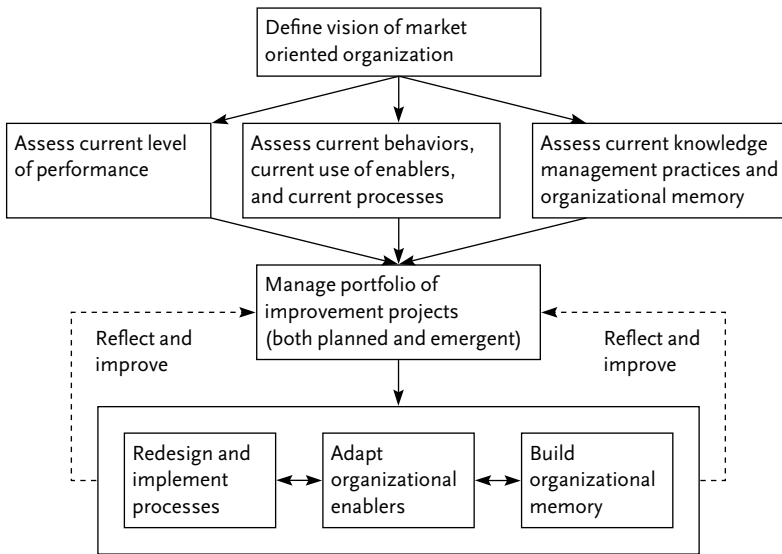 Define vision of market
oriented organization
Assess current level
of performance
Assess current behaviors,
current use of enablers,
and current processes
Assess current knowledge
management practices and
organizational memory
Manage portfolio of
improvement projects
(both planned and emergent)
Reflect and
improve
Reflect and
improve
Redesign and
implement
processes
Adapt
organizational
enablers
Build
organizational
memory